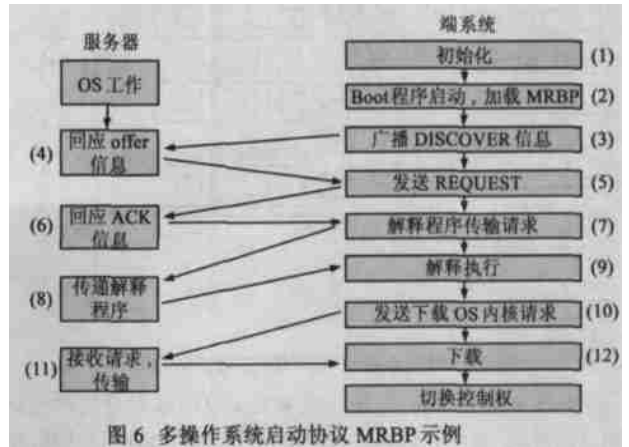 端系统
服务器
初始化
(1)
OS 工作
Boot程序启动,加载 MRBP
(2)
(4)
回应 offer
信息
广播 DISCOVER 信息
(3)
发送 REQUEST
(5)
(6)
回应 ACK
信息
解释程序传输请求
(7)
(8)
传递解释
程序
解释执行
(9)
发送下载 OS 内核请求
(10)
(11)
接收请求,
传输
下载
(12)
切换控制权
图 6 多操作系统启动协议 MRBP 示例